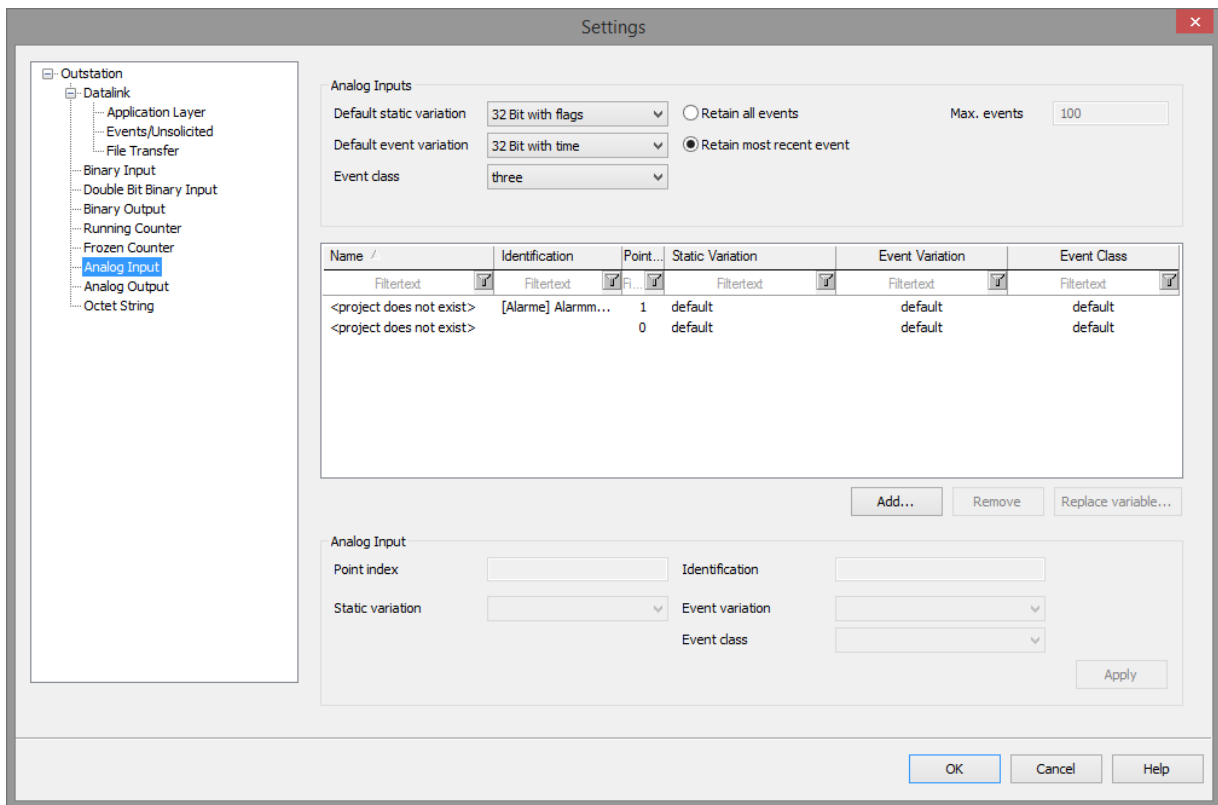 Settings
Outstation
Datalink
Application Layer
Events/Unsolicited
File Transfer
Binary Input
Double Bit Binary Input
Binary Output
Running Counter
Frozen Counter
Analog Input
Analog Output
Octet String
Analog Inputs
Default static variation 32 Bit with flags Retain all events Max. events 100
Default event variation 32 Bit with time Retain most recent event
Event class three
Name Identification Point... Static Variation Event Variation Event Class
Filtertext Filtertext Fi... Filtertext Filtertext Filtertext
<project does not exist> [Alarme] Alarmm... 1 default default default
<project does not exist> 0 default default default
Add... Remove Replace variable...
Analog Input
Point index Identification
Static variation Event variation
Event class
Apply
OK Cancel Help